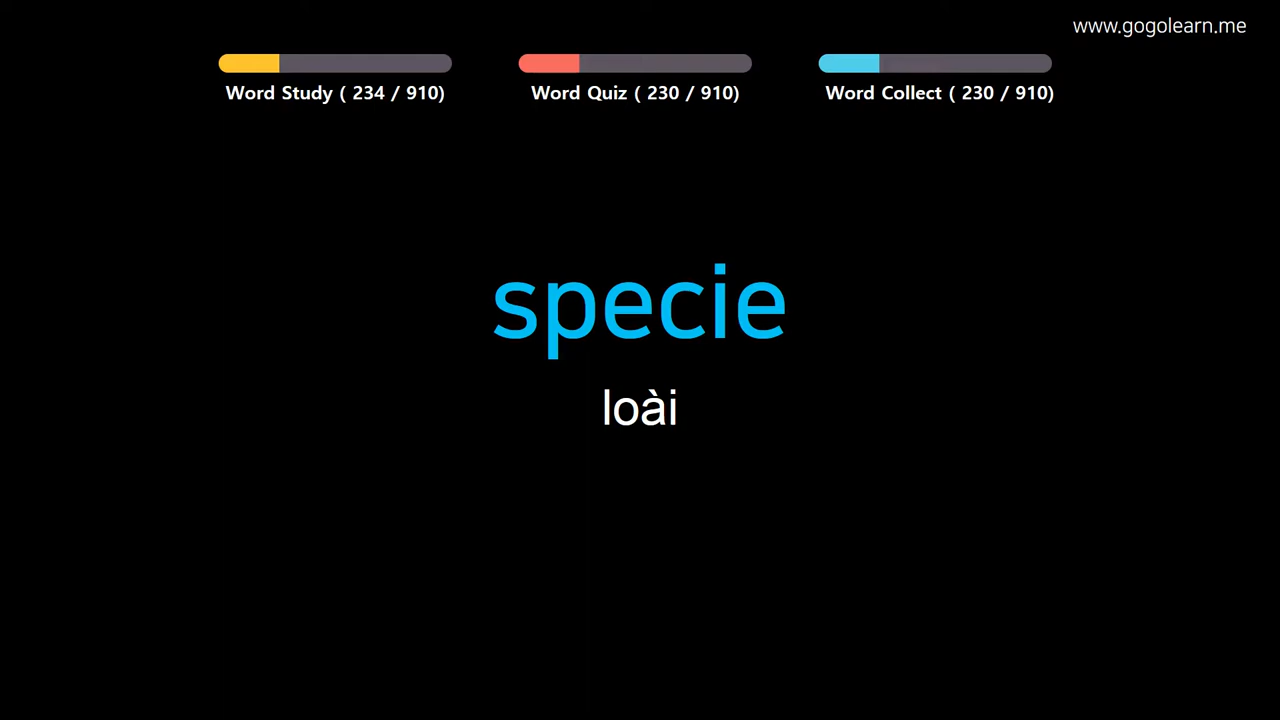 www.gogolearn.me
Word Study ( 234 / 910)
Word Quiz ( 230 / 910)
Word Collect ( 230 / 910)
specie
loài